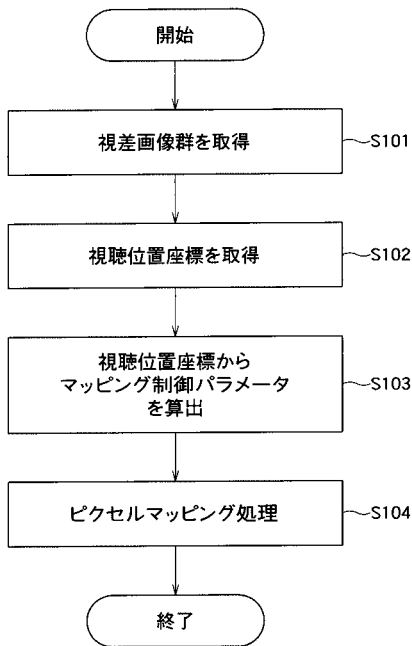 開始
視差画像群を取得
S101
視聴位置座標を取得
S102
視聴位置座標から
マッピング制御パラメータ
を算出
S103
ピクセルマッピング処理
S104
終了